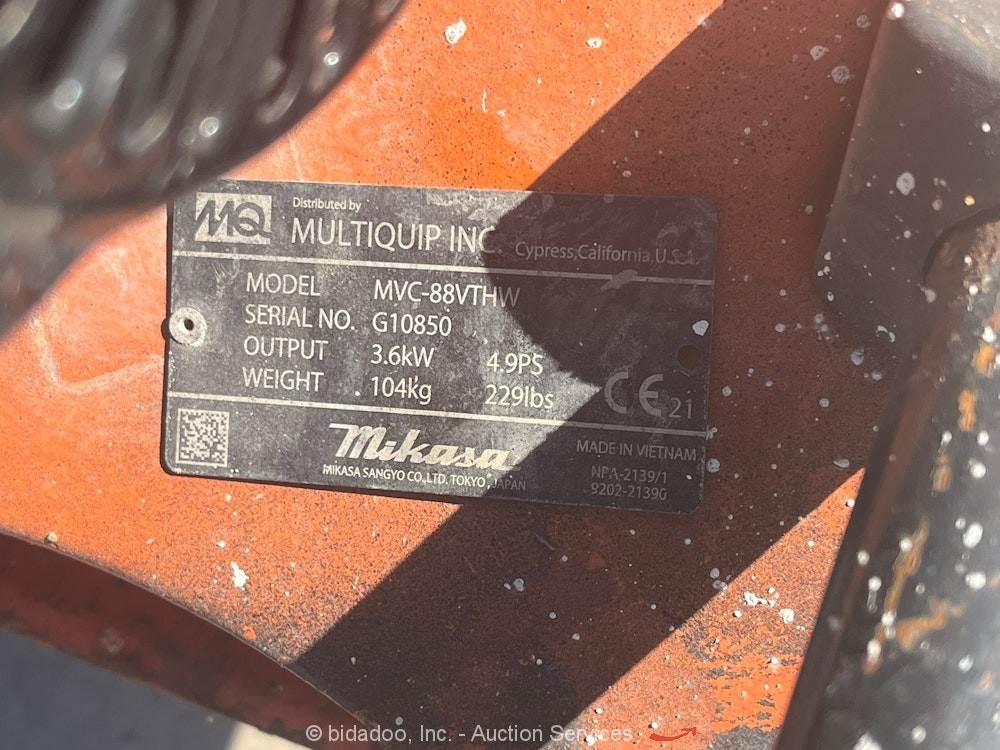 MQ
Distributed by
MULTIQUIP INC. Cypress,California,U.S.A.
MODEL MVC-88VTHW
SERIAL NO. G10850
OUTPUT 3.6kW 4.9PS
WEIGHT 104kg 229lbs
CE 21
Mikasa
MIKASA SANGYO CO.,LTD. TOKYO, JAPAN
MADE IN VIETNAM
NPA-2139/1
9202-21390
© bidadoo, Inc. - Auction Services